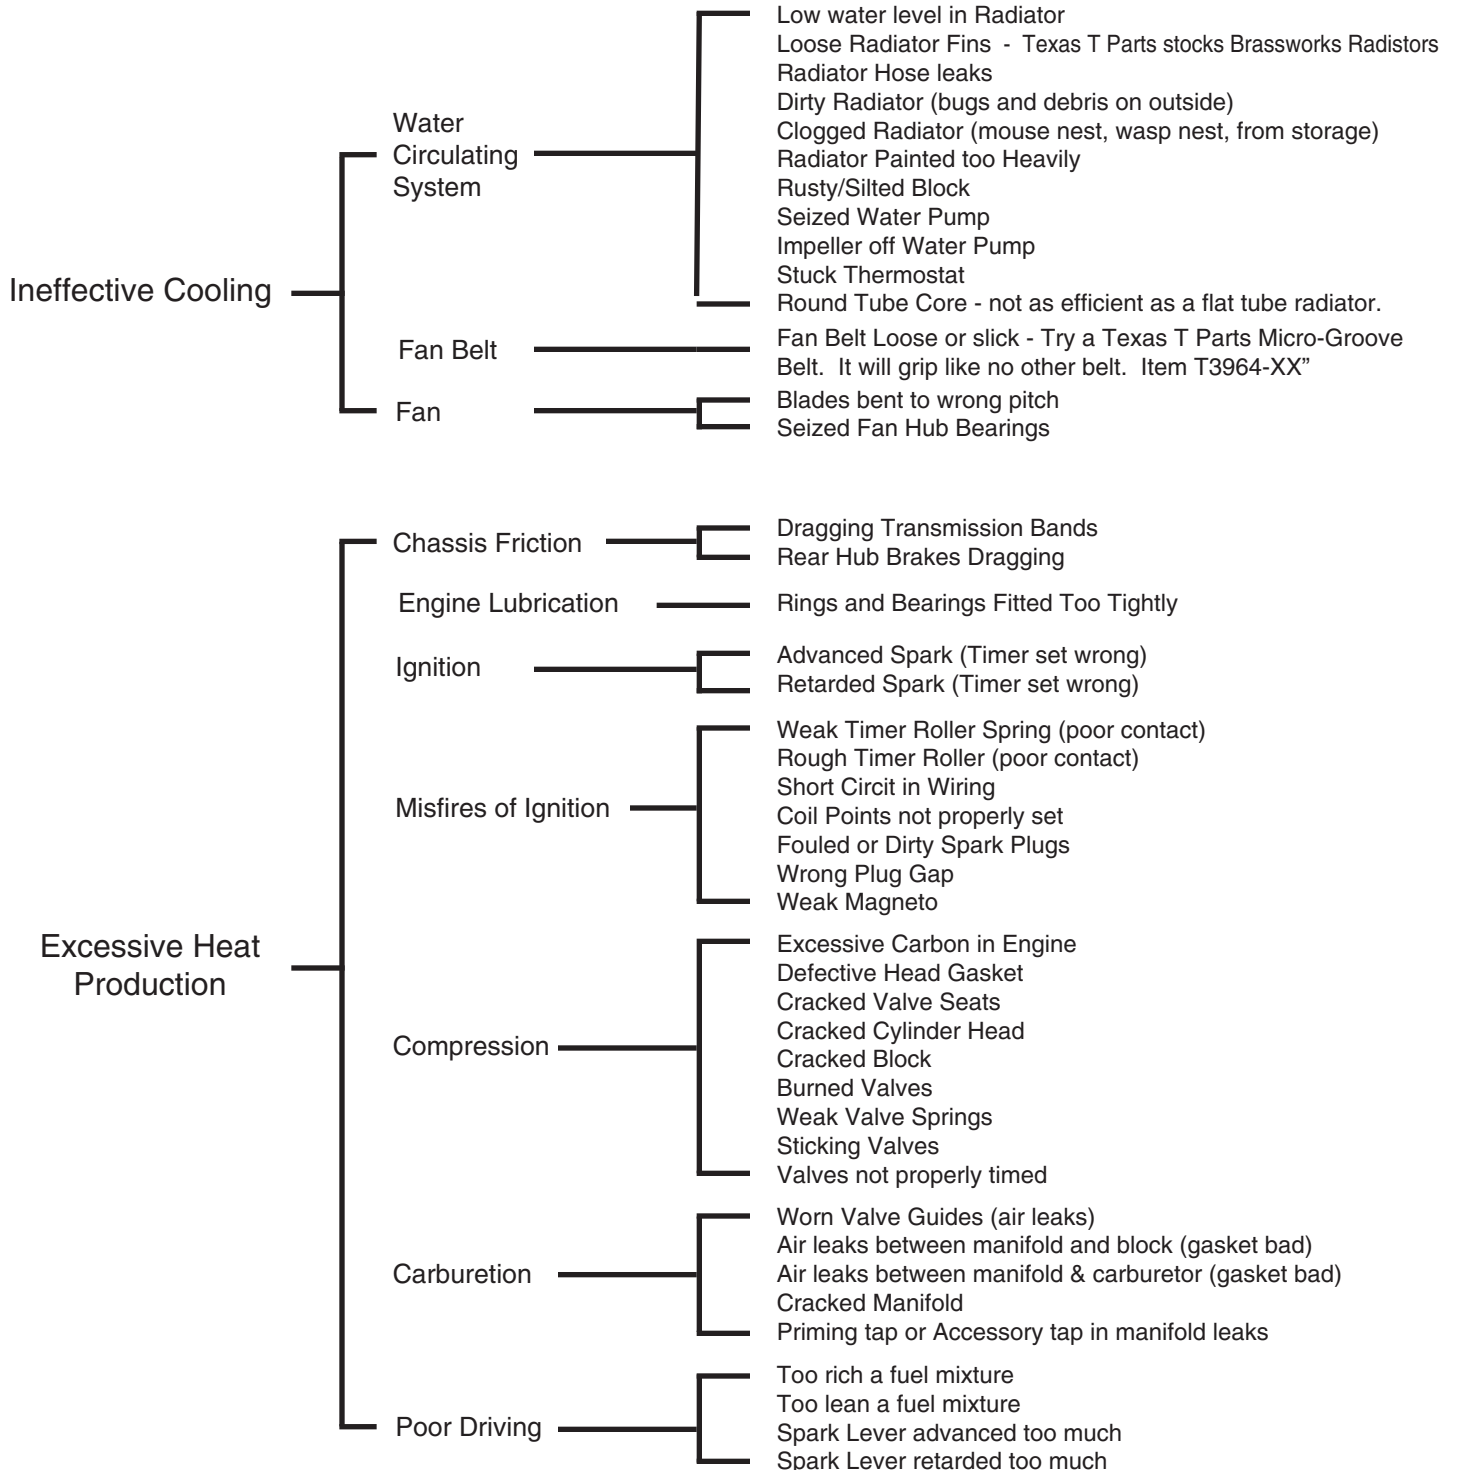 Ineffective Cooling
Water
Circulating
System
Low water level in Radiator
Loose Radiator Fins - Texas T Parts stocks Brassworks Radistors
Radiator Hose leaks
Dirty Radiator (bugs and debris on outside)
Clogged Radiator (mouse nest, wasp nest, from storage)
Radiator Painted too Heavily
Rusty/Silted Block
Seized Water Pump
Impeller off Water Pump
Stuck Thermostat
Round Tube Core - not as efficient as a flat tube radiator.
Fan Belt
Fan Belt Loose or slick - Try a Texas T Parts Micro-Groove
Belt. It will grip like no other belt. Item T3964-XX”
Fan
Blades bent to wrong pitch
Seized Fan Hub Bearings
Excessive Heat
Production
Chassis Friction
Dragging Transmission Bands
Rear Hub Brakes Dragging
Engine Lubrication
Rings and Bearings Fitted Too Tightly
Ignition
Advanced Spark (Timer set wrong)
Retarded Spark (Timer set wrong)
Misfires of Ignition
Weak Timer Roller Spring (poor contact)
Rough Timer Roller (poor contact)
Short Circit in Wiring
Coil Points not properly set
Fouled or Dirty Spark Plugs
Wrong Plug Gap
Weak Magneto
Compression
Excessive Carbon in Engine
Defective Head Gasket
Cracked Valve Seats
Cracked Cylinder Head
Cracked Block
Burned Valves
Weak Valve Springs
Sticking Valves
Valves not properly timed
Carburetion
Worn Valve Guides (air leaks)
Air leaks between manifold and block (gasket bad)
Air leaks between manifold & carburetor (gasket bad)
Cracked Manifold
Priming tap or Accessory tap in manifold leaks
Poor Driving
Too rich a fuel mixture
Too lean a fuel mixture
Spark Lever advanced too much
Spark Lever retarded too much